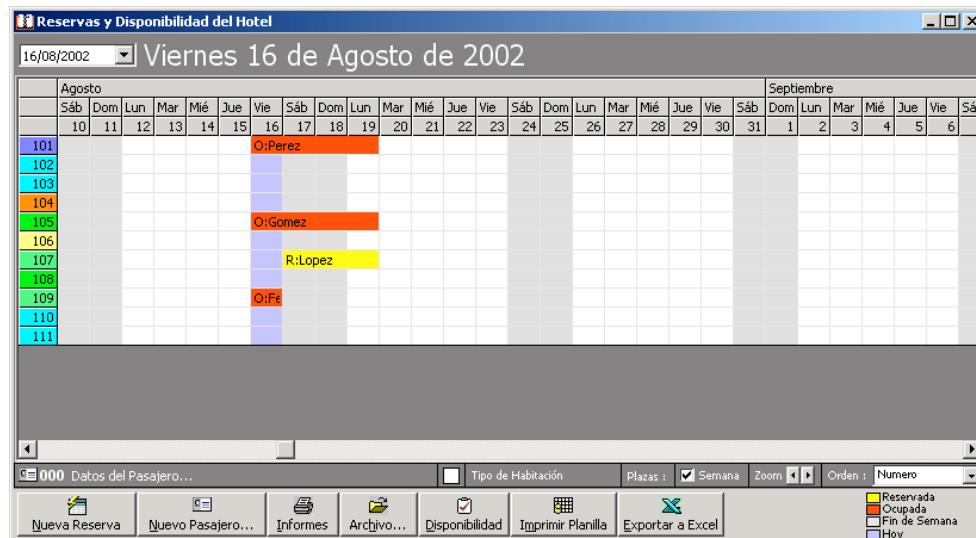 Reservas y Disponibilidad del Hotel
16/08/2002 Viernes 16 de Agosto de 2002
Agosto Septiembre
Sáb Dom Lun Mar Mié Jue Vie Sáb Dom Lun Mar Mié Jue Vie Sáb Dom Lun Mar Mié Jue Vie Sáb Dom Lun Mar Mié Jue Vie Sá
10 11 12 13 14 15 16 17 18 19 20 21 22 23 24 25 26 27 28 29 30 31 1 2 3 4 5 6
101 O:Perez
102
103
104
105 O:Gomez
106
107 R:Lopez
108
109 O:Fe
110
111
000 Datos del Pasajero... Tipo de Habitación Plazas : Semana Zoom Orden : Numero
Nueva Reserva Nuevo Pasajero... Informes Archivo... Disponibilidad Imprimir Planilla Exportar a Excel
Reservada
Ocupada
Fin de Semana
Hoy